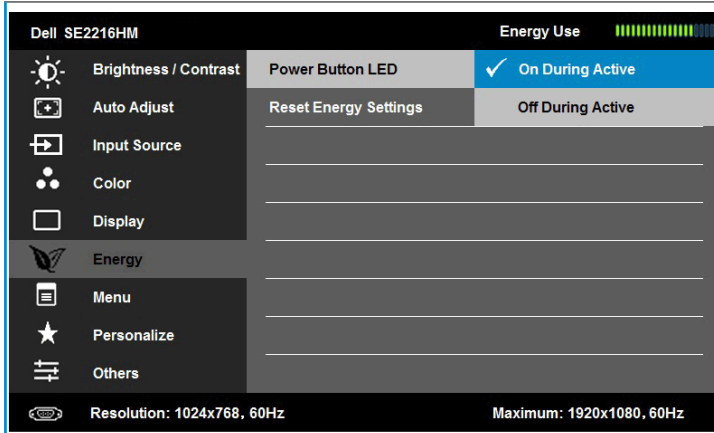 Dell SE2216HM Energy Use
Brightness / Contrast Power Button LED ✓ On During Active
Auto Adjust Reset Energy Settings Off During Active
Input Source
Color
Display
Energy
Menu
Personalize
Others
Resolution: 1024x768, 60Hz Maximum: 1920x1080, 60Hz